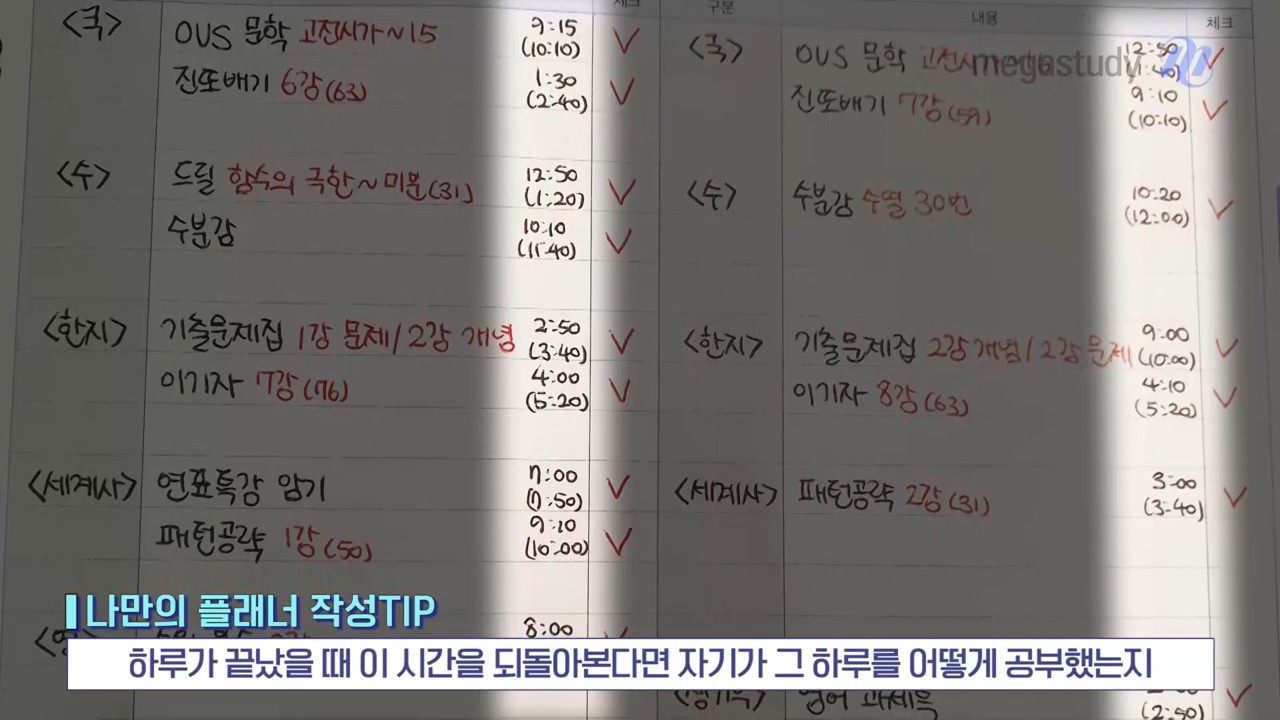 체크
<국>
OVS 문학 고전시가~15
9:15
(10:10)
진또배기 6강(63)
1:30
(2:40)
<수>
드릴 함수의 극한~미분(31)
12:50
(1:20)
수분감
10:10
(11:40)
<한지>
기출문제집 1강 문제/2강 개념
2:50
(3:40)
이기자 7강(76)
4:00
(5:20)
<세계사>
연표특강 암기
7:00
(7:50)
패턴공략 1강(50)
9:10
(10:00)
8:00
구분
내용
체크
megastudy
<국>
OVS 문학
12:50
진또배기 7강(59)
9:10
(10:10)
<수>
수분감 수열 30번
10:20
(12:00)
<한지>
기출문제집 2강 개념/2강 문제
9:00
(10:00)
이기자 8강(63)
4:10
(5:20)
<세계사>
패턴공략 2강(31)
3:00
(3:40)
(2:50)
나만의 플래너 작성TIP
하루가 끝났을 때 이 시간을 되돌아본다면 자기가 그 하루를 어떻게 공부했는지